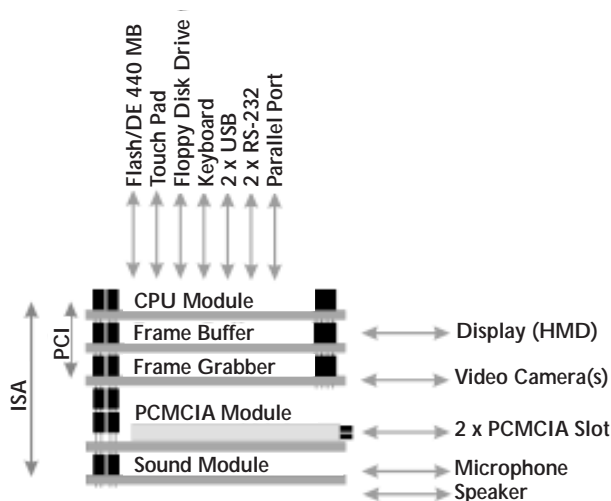 Flash/DE 440 MB
Touch Pad
Floppy Disk Drive
Keyboard
2 x USB
2 x RS-232
Parallel Port
ISA
PCI
CPU Module
Frame Buffer
Display (HMD)
Frame Grabber
Video Camera(s)
PCMCIA Module
2 x PCMCIA Slot
Sound Module
Microphone
Speaker